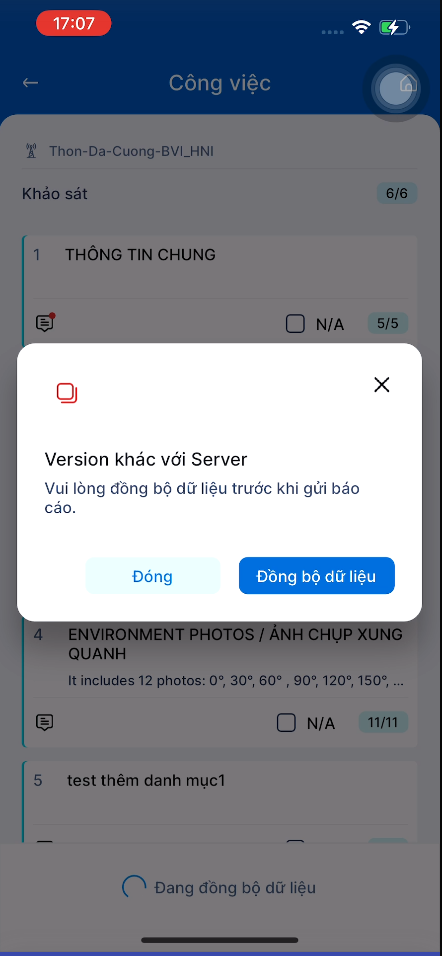 17:07
Công việc
Thon-Da-Cuong-BVI_HNI
Khảo sát
6/6
1
THÔNG TIN CHUNG
N/A
5/5
Version khác với Server
Vui lòng đồng bộ dữ liệu trước khi gửi báo
cáo.
Đóng
Đồng bộ dữ liệu
4
ENVIRONMENT PHOTOS / ẢNH CHỤP XUNG
QUANH
It includes 12 photos: 0°, 30°, 60° , 90°, 120°, 150°, ...
N/A
11/11
5
test thêm danh mục1
Đang đồng bộ dữ liệu